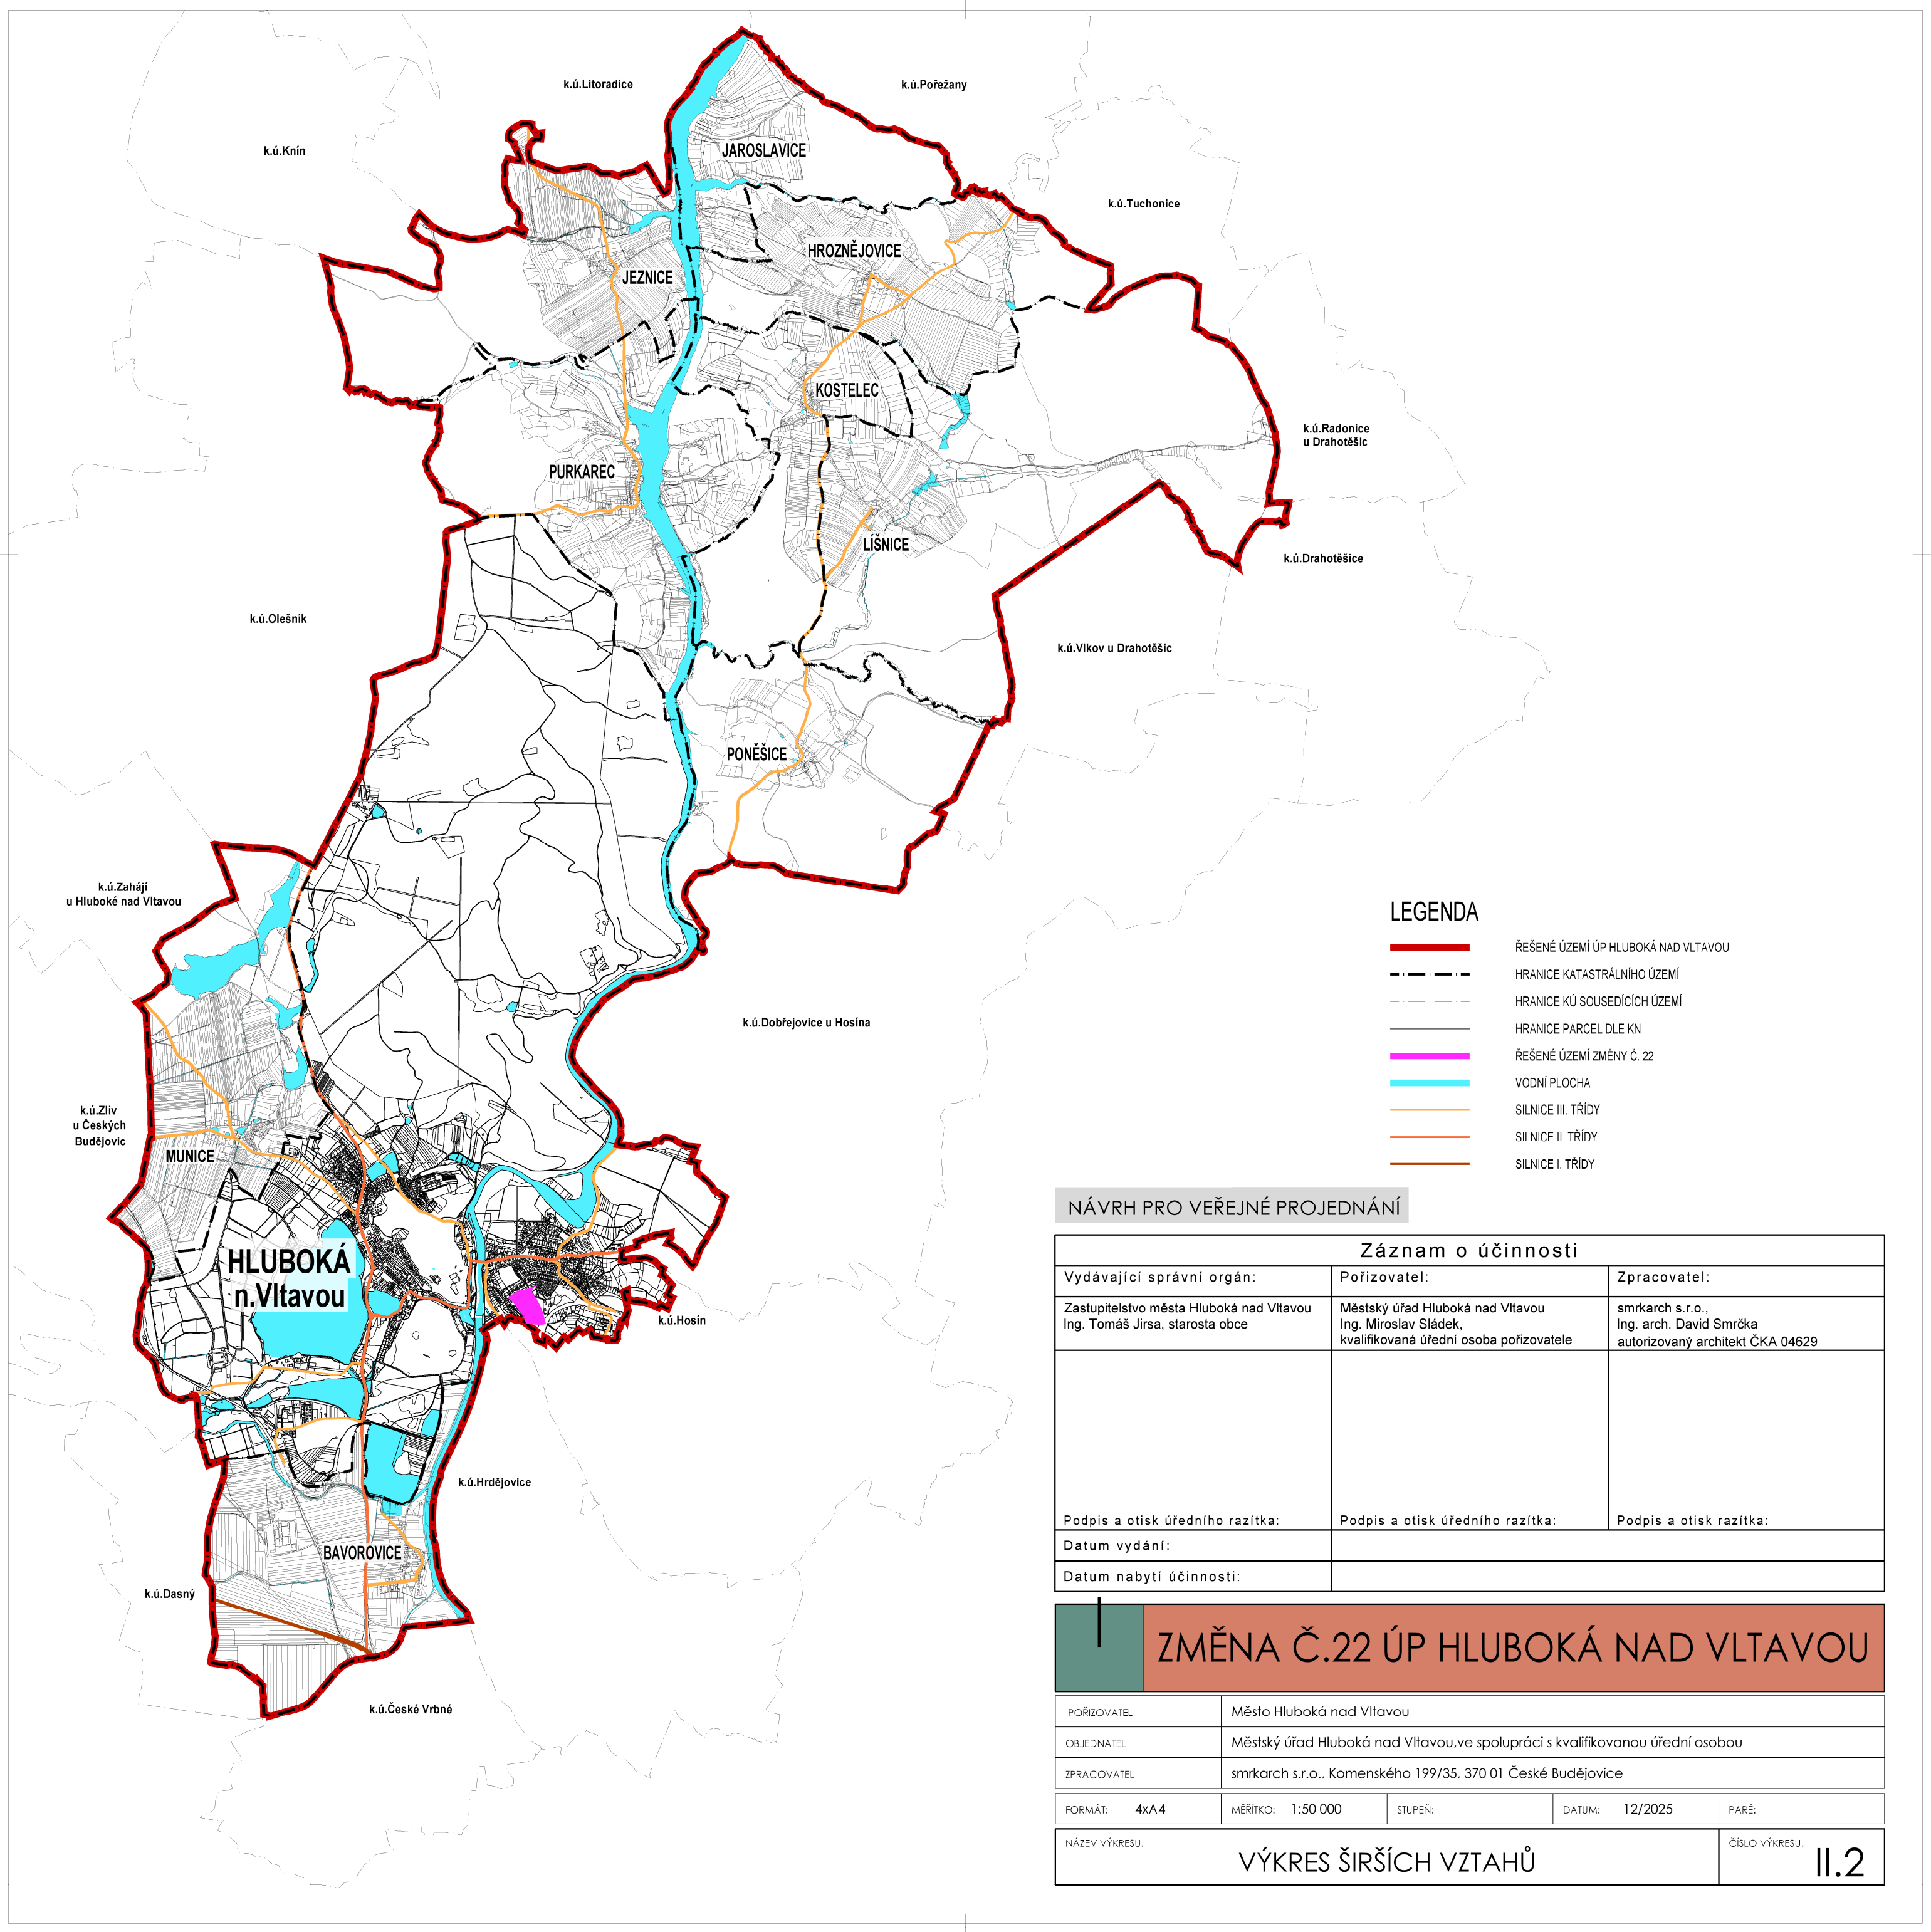 k.ú.Litoradice
k.ú.Pořežany
k.ú.Knín
JAROSLAVICE
k.ú.Tuchonice
HROZNĚJOVICE
JEZNICE
KOSTELEC
k.ú.Radonice
u Drahotěšic
PURKAREC
LÍŠNICE
k.ú.Drahotěšice
k.ú.Olešník
k.ú.Vlkov u Drahotěšic
PONĚŠICE
k.ú.Zahájí
u Hluboké nad Vltavou
k.ú.Dobřejovice u Hosína
k.ú.Zliv
u Českých
Budějovic
MUNICE
HLUBOKÁ
n.Vltavou
k.ú.Hosín
k.ú.Hrdějovice
BAVOROVICE
k.ú.Dasný
k.ú.České Vrbné
LEGENDA
ŘEŠENÉ ÚZEMÍ ÚP HLUBOKÁ NAD VLTAVOU
HRANICE KATASTRÁLNÍHO ÚZEMÍ
HRANICE KÚ SOUSEDÍCÍCH ÚZEMÍ
HRANICE PARCEL DLE KN
ŘEŠENÉ ÚZEMÍ ZMĚNY Č. 22
VODNÍ PLOCHA
SILNICE III. TŘÍDY
SILNICE II. TŘÍDY
SILNICE I. TŘÍDY
NÁVRH PRO VEŘEJNÉ PROJEDNÁNÍ
Záznam o účinnosti
Vydávající správní orgán: Pořizovatel: Zpracovatel:
Zastupitelstvo města Hluboká nad Vltavou
Ing. Tomáš Jirsa, starosta obce
Městský úřad Hluboká nad Vltavou
Ing. Miroslav Sládek,
kvalifikovaná úřední osoba pořizovatele
smrkarch s.r.o.,
Ing. arch. David Smrčka
autorizovaný architekt ČKA 04629
Podpis a otisk úředního razítka: Podpis a otisk úředního razítka: Podpis a otisk razítka:
Datum vydání:
Datum nabytí účinnosti:
ZMĚNA Č.22 ÚP HLUBOKÁ NAD VLTAVOU
POŘIZOVATEL Město Hluboká nad Vltavou
OBJEDNATEL Městský úřad Hluboká nad Vltavou,ve spolupráci s kvalifikovanou úřední osobou
ZPRACOVATEL smrkarch s.r.o., Komenského 199/35, 370 01 České Budějovice
FORMÁT: 4xA4 MĚŘÍTKO: 1:50 000 STUPEŇ: DATUM: 12/2025 PARÉ:
NÁZEV VÝKRESU: ČÍSLO VÝKRESU:
VÝKRES ŠIRŠÍCH VZTAHŮ II.2